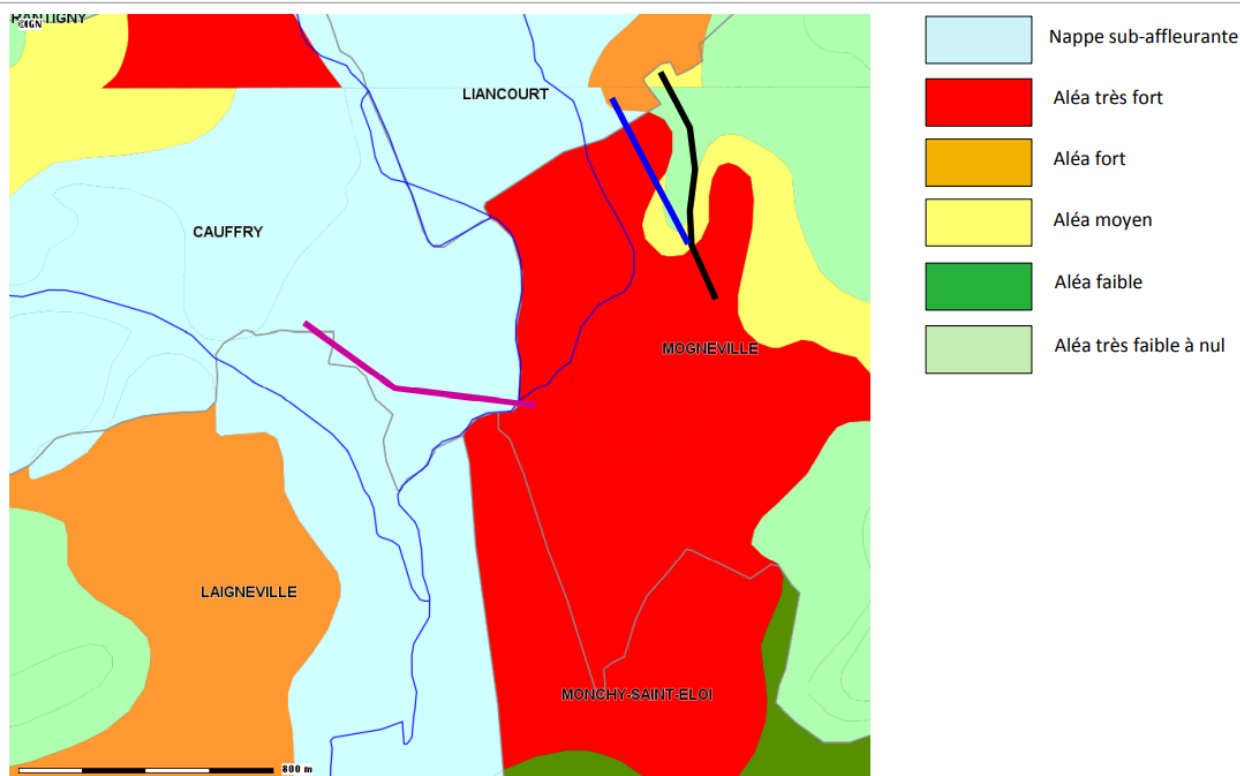 RANTIGNY
©IGN
LIANCOURT
CAUFFRY
MOGNEVILLE
LAIGNEVILLE
MONCHY-SAINT-ELOI
800 m
Nappe sub-affleurante
Aléa très fort
Aléa fort
Aléa moyen
Aléa faible
Aléa très faible à nul